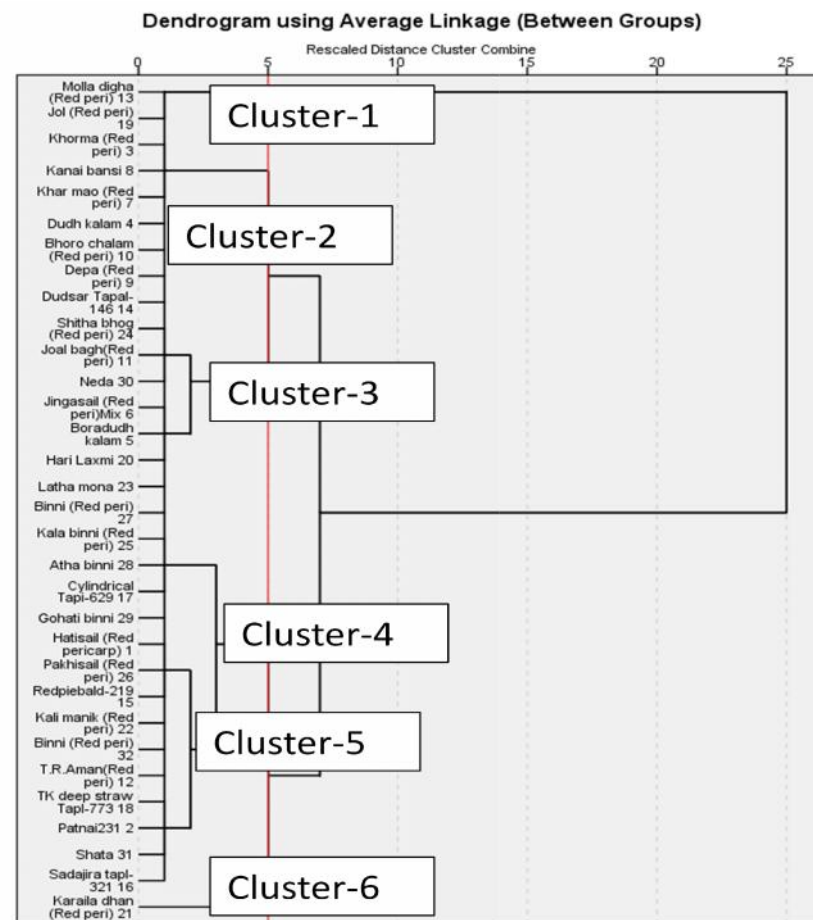 Dendrogram using Average Linkage (Between Groups)
Rescaled Distance Cluster Combine
0 5 10 15 20 25
Molla digha
(Red peri) 13
Jol (Red peri)
19
Khorma (Red
peri) 3
Kanai bansi 8
Khar mao (Red
peri) 7
Dudh kalam 4
Bhoro chalam
(Red peri) 10
Depa (Red
peri) 9
Dudsar Tapal-
146 14
Shitha bhog
(Red peri) 24
Joal bagh(Red
peri) 11
Neda 30
Jingasail (Red
peri)Mix 6
Boradudh
kalam 5
Hari Laxmi 20
Latha mona 23
Binni (Red peri)
27
Kala binni (Red
peri) 25
Atha binni 28
Cylindrical
Tapi-629 17
Gohati binni 29
Hatisail (Red
pericarp) 1
Pakhisail (Red
peri) 26
Redpiebald-219
15
Kali manik (Red
peri) 22
Binni (Red peri)
32
T.R.Aman(Red
peri) 12
TK deep straw
Tapl-773 18
Patnai231 2
Shata 31
Sadajira tapl-
321 16
Karaila dhan
(Red peri) 21
Cluster-1
Cluster-2
Cluster-3
Cluster-4
Cluster-5
Cluster-6